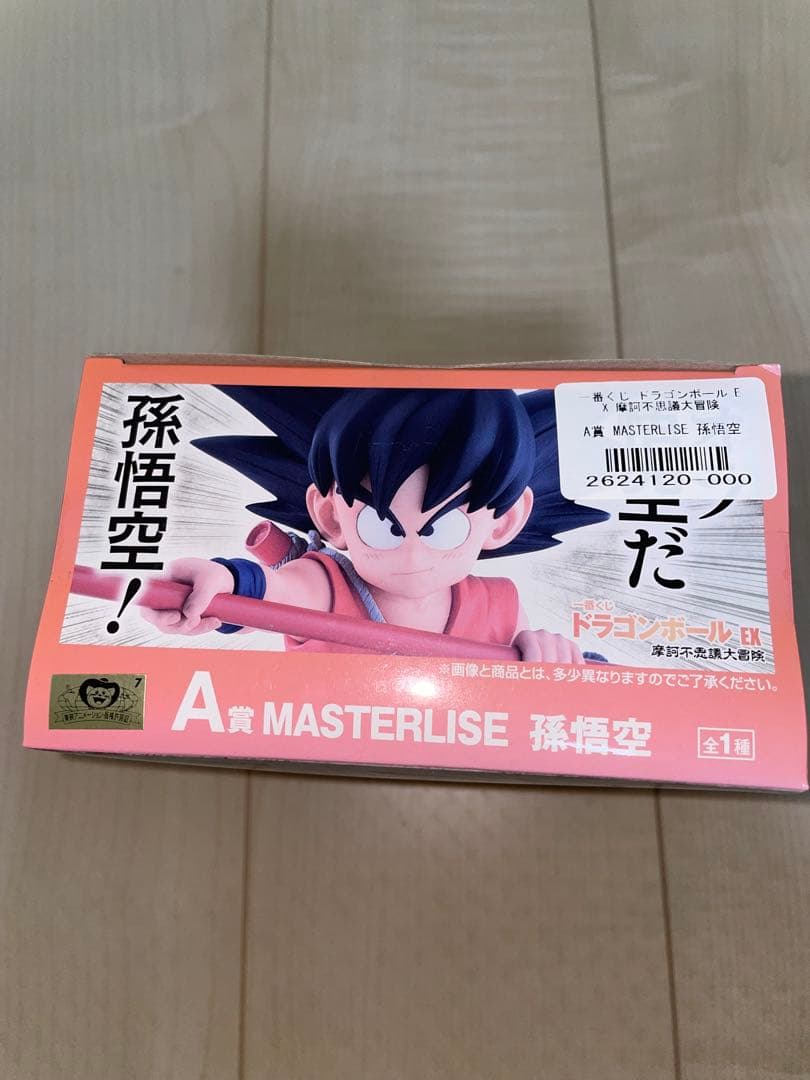 孫悟空！
一番くじ ドラゴンボール E
X 摩訶不思議大冒険
A賞 MASTERLISE 孫悟空
2624120-000
空だ
一番くじ
ドラゴンボール EX
摩訶不思議大冒険
※画像と商品とは、多少異なりますのでご了承ください。
7
A賞 MASTERLISE 孫悟空
全1種